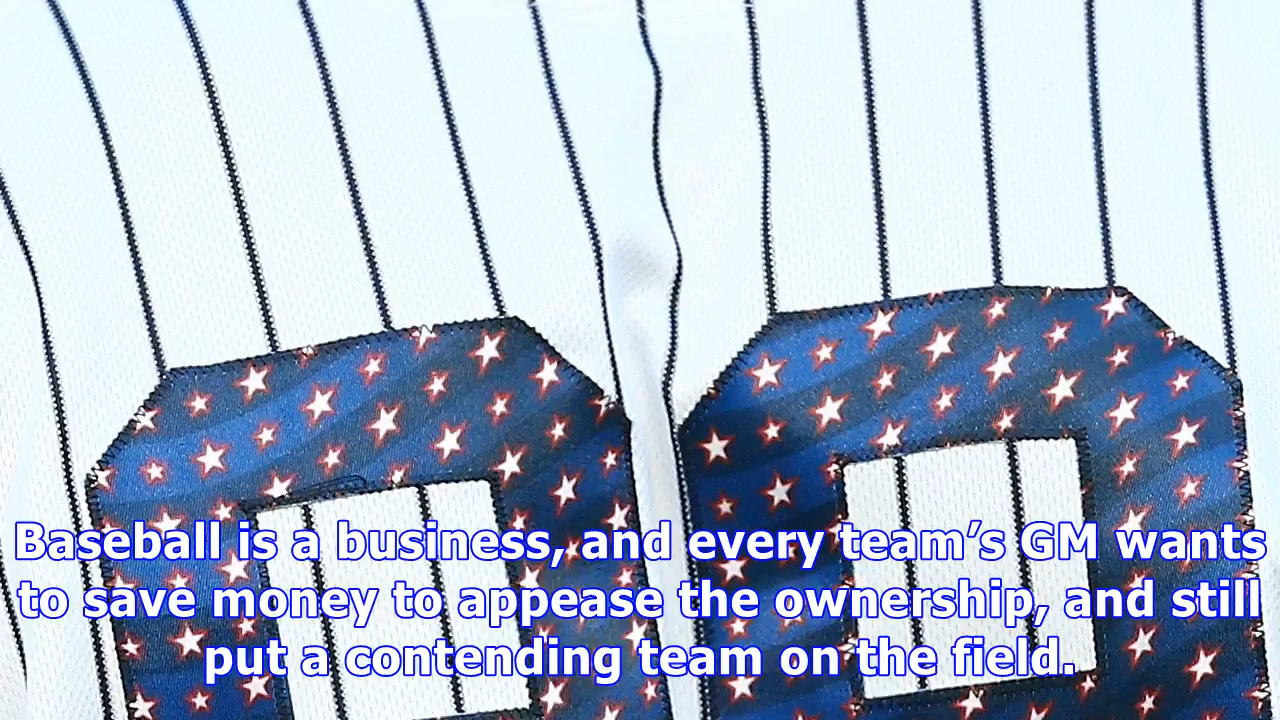 Baseball is a business, and every team’s GM wants
to save money to appease the ownership, and still
put a contending team on the field.